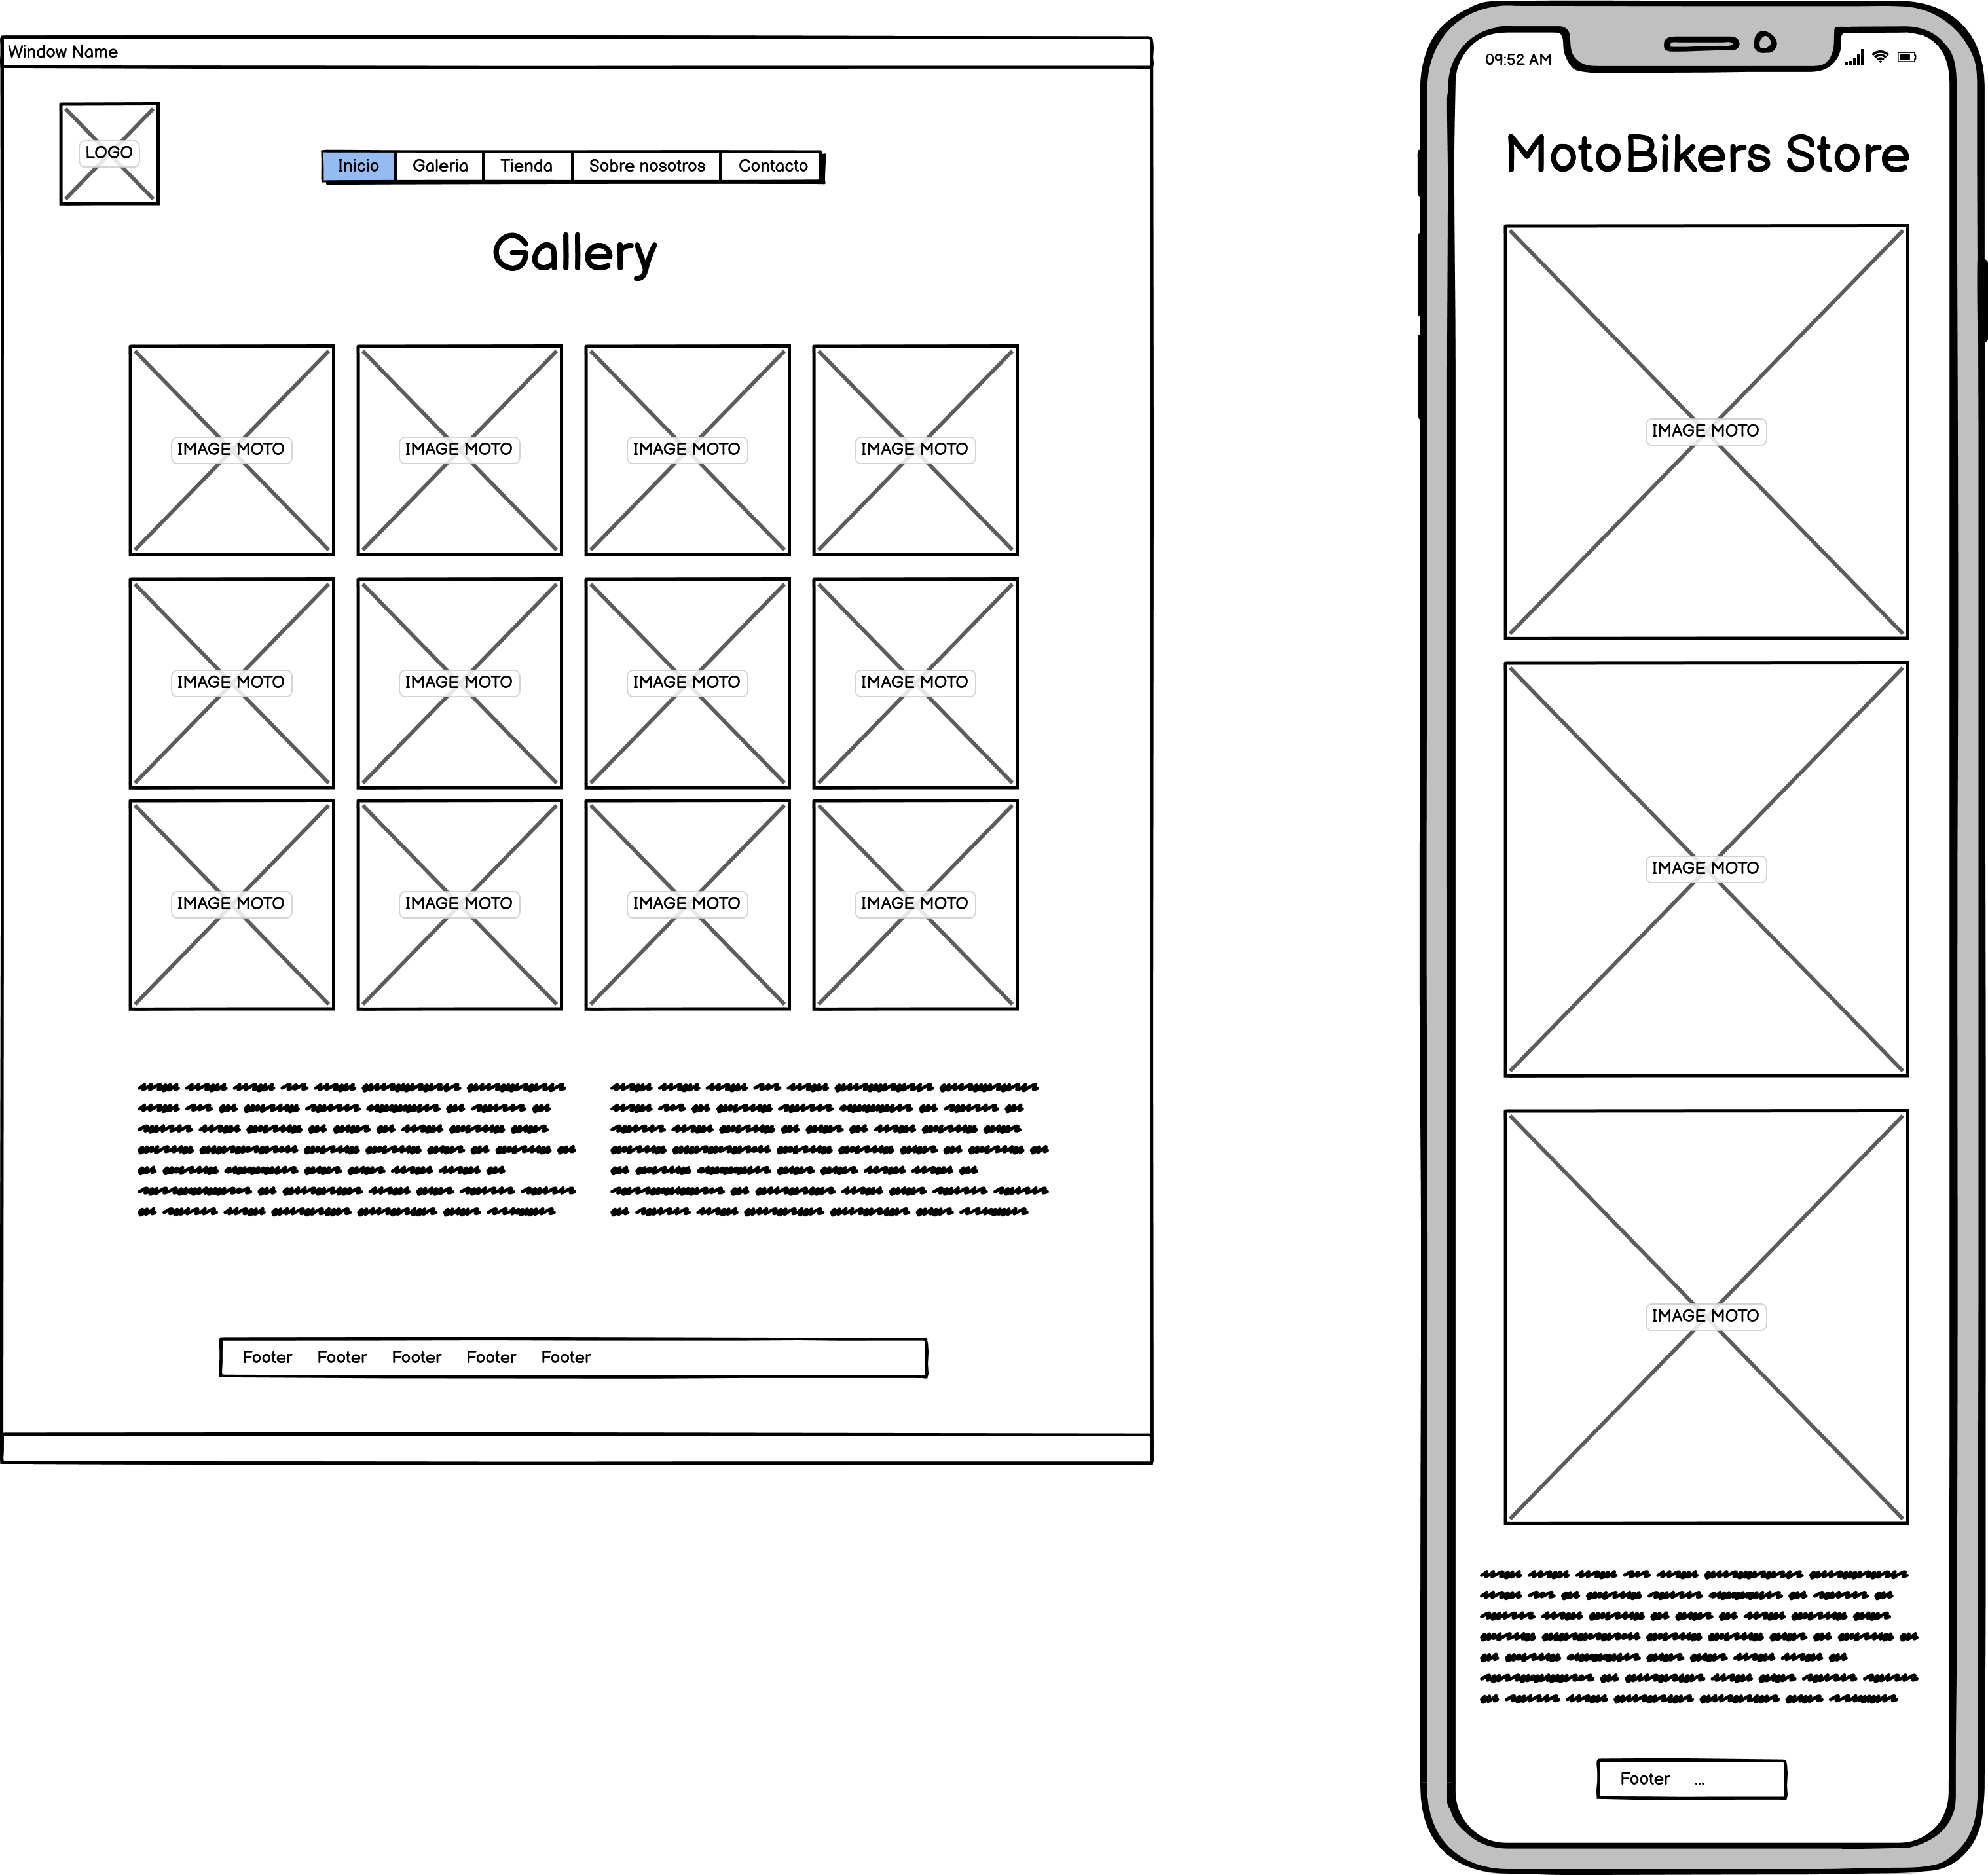 Window Name
LOGO
Inicio Galeria Tienda Sobre nosotros Contacto
Gallery
IMAGE MOTO IMAGE MOTO IMAGE MOTO IMAGE MOTO
IMAGE MOTO IMAGE MOTO IMAGE MOTO IMAGE MOTO
IMAGE MOTO IMAGE MOTO IMAGE MOTO IMAGE MOTO
Footer Footer Footer Footer Footer
09:52 AM
MotoBikers Store
IMAGE MOTO
IMAGE MOTO
IMAGE MOTO
Footer ...